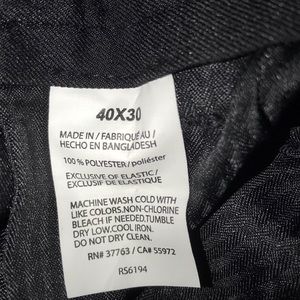 40X30
MADE IN / FABRIQUÉ AU /
HECHO EN BANGLADESH
100 % POLYESTER / poliéster
EXCLUSIVE OF ELASTIC /
EXCLUSIF DE ELASTIC
MACHINE WASH COLD WITH
LIKE COLORS.NON-CHLORINE
BLEACH IF NEEDED.TUMBLE
DRY LOW.COOL IRON.
DO NOT DRY CLEAN.
RN# 37763 / CA# 55972
RS6194